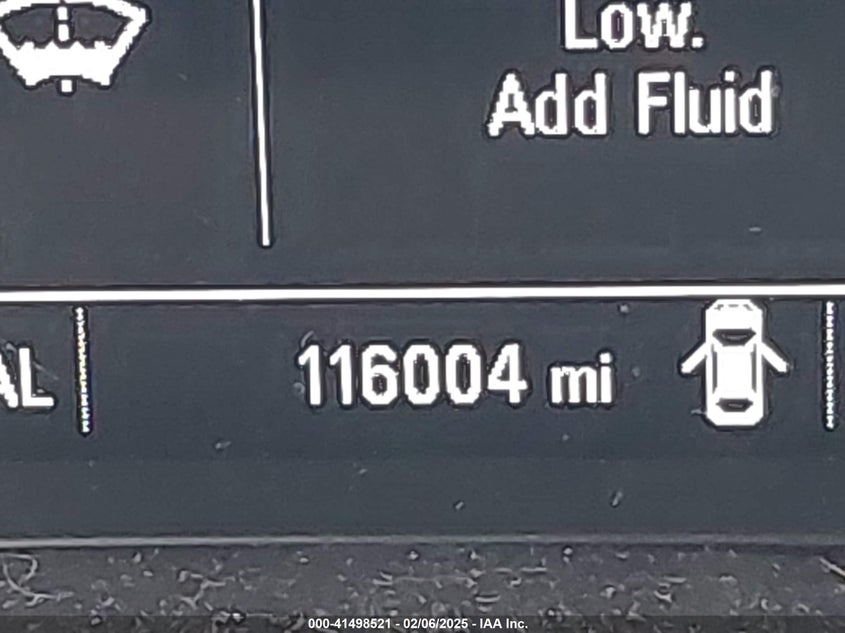 Low.
Add Fluid
AL
116004 mi
000-41498521 - 02/06/2025 - IAA Inc.